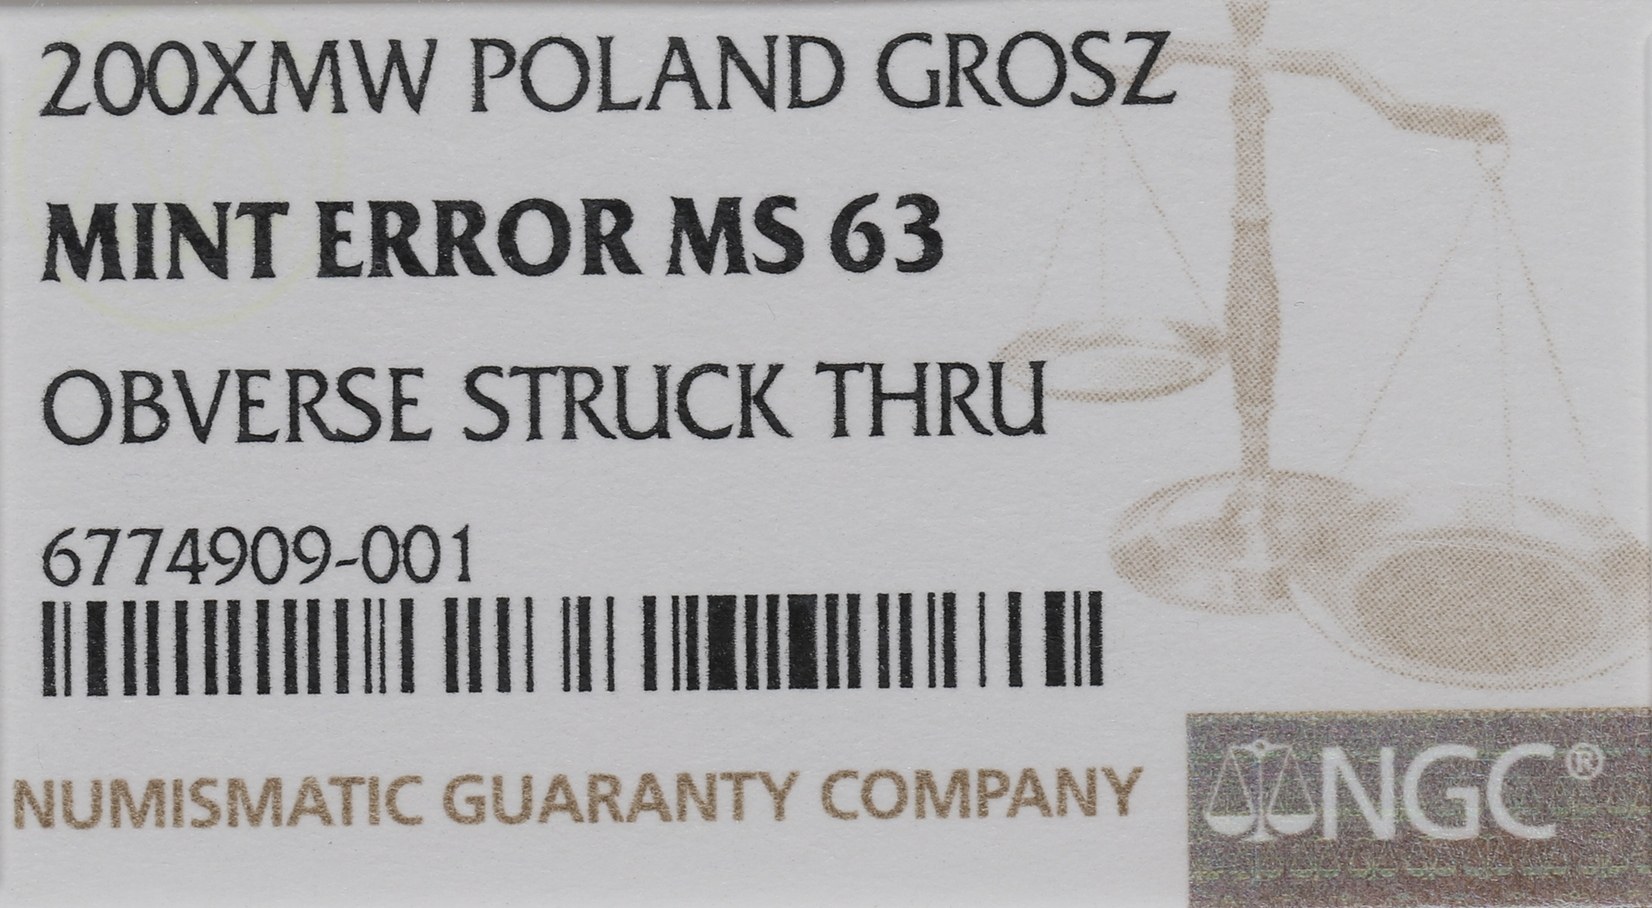 200XMW POLAND GROSZ
MINT ERROR MS 63
OBVERSE STRUCK THRU
6774909-001
NUMISMATIC GUARANTY COMPANY
NGC®